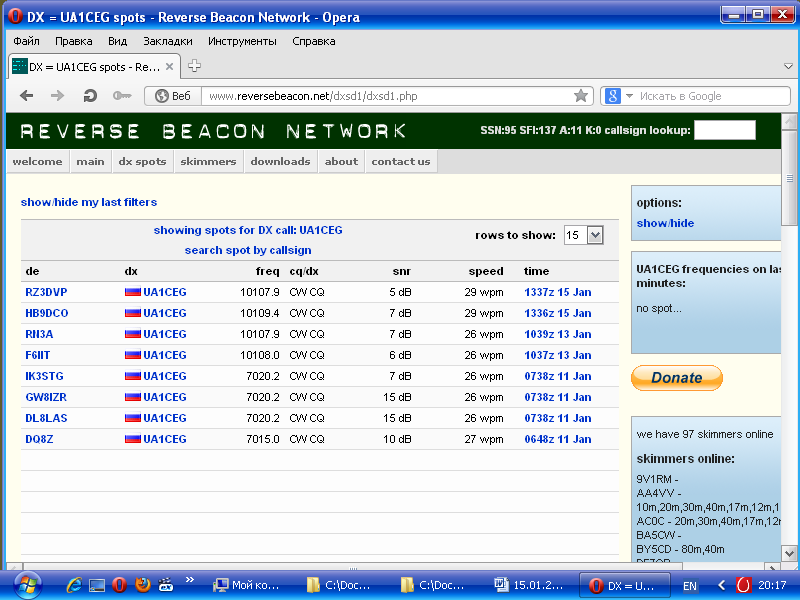 DX = UA1CEG spots - Reverse Beacon Network - Opera
Файл Правка Вид Закладки Инструменты Справка
DX = UA1CEG spots - Re...
Веб www.reversebeacon.net/dxsd1/dxsd1.php Искать в Google
REVERSE BEACON NETWORK
SSN:95 SFI:137 A:11 K:0 callsign lookup:
welcome main dx spots skimmers downloads about contact us
show/hide my last filters
showing spots for DX call: UA1CEG
search spot by callsign
rows to show: 15
de dx freq cq/dx snr speed time
RZ3DVP UA1CEG 10107.9 CW CQ 5 dB 29 wpm 1337z 15 Jan
HB9DCO UA1CEG 10109.4 CW CQ 7 dB 29 wpm 1336z 15 Jan
RN3A UA1CEG 10107.9 CW CQ 7 dB 26 wpm 1039z 13 Jan
F6IIT UA1CEG 10108.0 CW CQ 6 dB 26 wpm 1037z 13 Jan
IK3STG UA1CEG 7020.2 CW CQ 7 dB 26 wpm 0738z 11 Jan
GW8IZR UA1CEG 7020.2 CW CQ 15 dB 26 wpm 0738z 11 Jan
DL8LAS UA1CEG 7020.2 CW CQ 15 dB 26 wpm 0738z 11 Jan
DQ8Z UA1CEG 7015.0 CW CQ 10 dB 27 wpm 0648z 11 Jan
options:
show/hide
UA1CEG frequencies on las
minutes:
no spot...
Donate
we have 97 skimmers online
skimmers online:
9V1RM -
AA4VV -
10m,20m,30m,40m,17m,12m,1
AC0C - 20m,30m,40m,17m,12m
BA5CW -
BY5CD - 80m,40m
Мой ко... C:\Doc... C:\Doc... 15.01.2... DX = U... EN 20:17